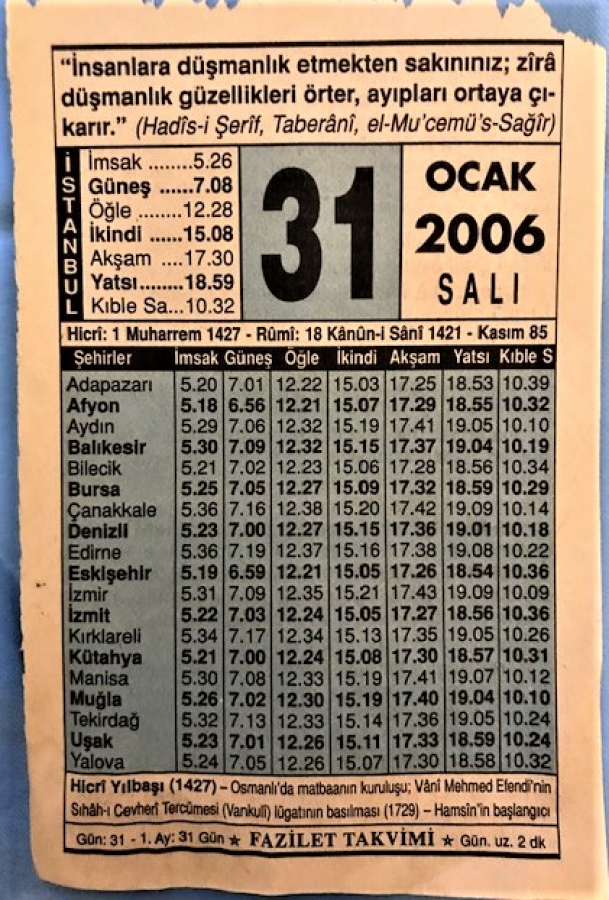 “İnsanlara düşmanlık etmekten sakınınız; zîrâ
düşmanlık güzellikleri örter, ayıpları ortaya çı-
karır.” (Hadîs-i Şerîf, Taberânî, el-Mu’cemü’s-Sağîr)
İSTANBUL
İmsak ........5.26
Güneş ......7.08
Öğle ........12.28
İkindi ......15.08
Akşam ....17.30
Yatsı.......18.59
Kıble Sa...10.32
31
OCAK
2006
SALI
Hicrî: 1 Muharrem 1427 - Rûmî: 18 Kânûn-i Sânî 1421 - Kasım 85
Şehirler İmsak Güneş Öğle İkindi Akşam Yatsı Kıble S
Adapazarı 5.20 7.01 12.22 15.03 17.25 18.53 10.39
Afyon 5.18 6.56 12.21 15.07 17.29 18.55 10.32
Aydın 5.29 7.06 12.32 15.19 17.41 19.05 10.10
Balıkesir 5.30 7.09 12.32 15.15 17.37 19.04 10.19
Bilecik 5.21 7.02 12.23 15.06 17.28 18.56 10.34
Bursa 5.25 7.05 12.27 15.09 17.32 18.59 10.29
Çanakkale 5.36 7.16 12.38 15.20 17.42 19.09 10.14
Denizli 5.23 7.00 12.27 15.15 17.36 19.01 10.18
Edirne 5.36 7.19 12.37 15.16 17.38 19.08 10.22
Eskişehir 5.19 6.59 12.21 15.05 17.26 18.54 10.36
İzmir 5.31 7.09 12.35 15.21 17.43 19.09 10.09
İzmit 5.22 7.03 12.24 15.05 17.27 18.56 10.36
Kırklareli 5.34 7.17 12.34 15.13 17.35 19.05 10.26
Kütahya 5.21 7.00 12.24 15.08 17.30 18.57 10.31
Manisa 5.30 7.08 12.33 15.19 17.41 19.07 10.12
Muğla 5.26 7.02 12.30 15.19 17.40 19.04 10.10
Tekirdağ 5.32 7.13 12.33 15.14 17.36 19.05 10.24
Uşak 5.23 7.01 12.26 15.11 17.33 18.59 10.24
Yalova 5.24 7.05 12.26 15.07 17.30 18.58 10.32
Hicrî Yılbaşı (1427) – Osmanlı’da matbaanın kuruluşu; Vânî Mehmed Efendi’nin
Sıhâh-ı Cevherî Tercümesi (Vankulî) lûgatının basılması (1729) – Hamsîn’in başlangıcı
Gün: 31 - 1. Ay: 31 Gün ★ FAZİLET TAKVİMİ ★ Gün. uz. 2 dk